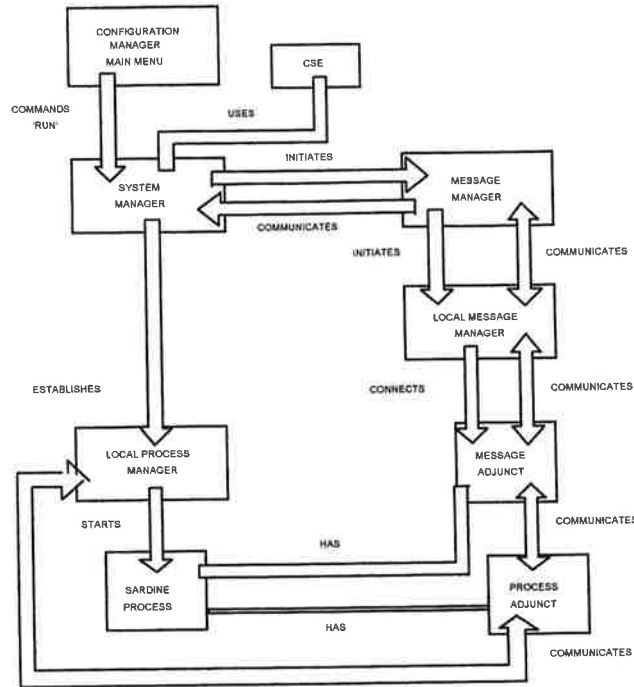 CONFIGURATION
MANAGER
MAIN MENU
CSE
COMMANDS
'RUN'
USES
INITIATES
SYSTEM
MANAGER
MESSAGE
MANAGER
COMMUNICATES
INITIATES
COMMUNICATES
LOCAL MESSAGE
MANAGER
ESTABLISHES
CONNECTS
COMMUNICATES
LOCAL PROCESS
MANAGER
MESSAGE
ADJUNCT
STARTS
COMMUNICATES
HAS
SARDINE
PROCESS
PROCESS
ADJUNCT
HAS
COMMUNICATES